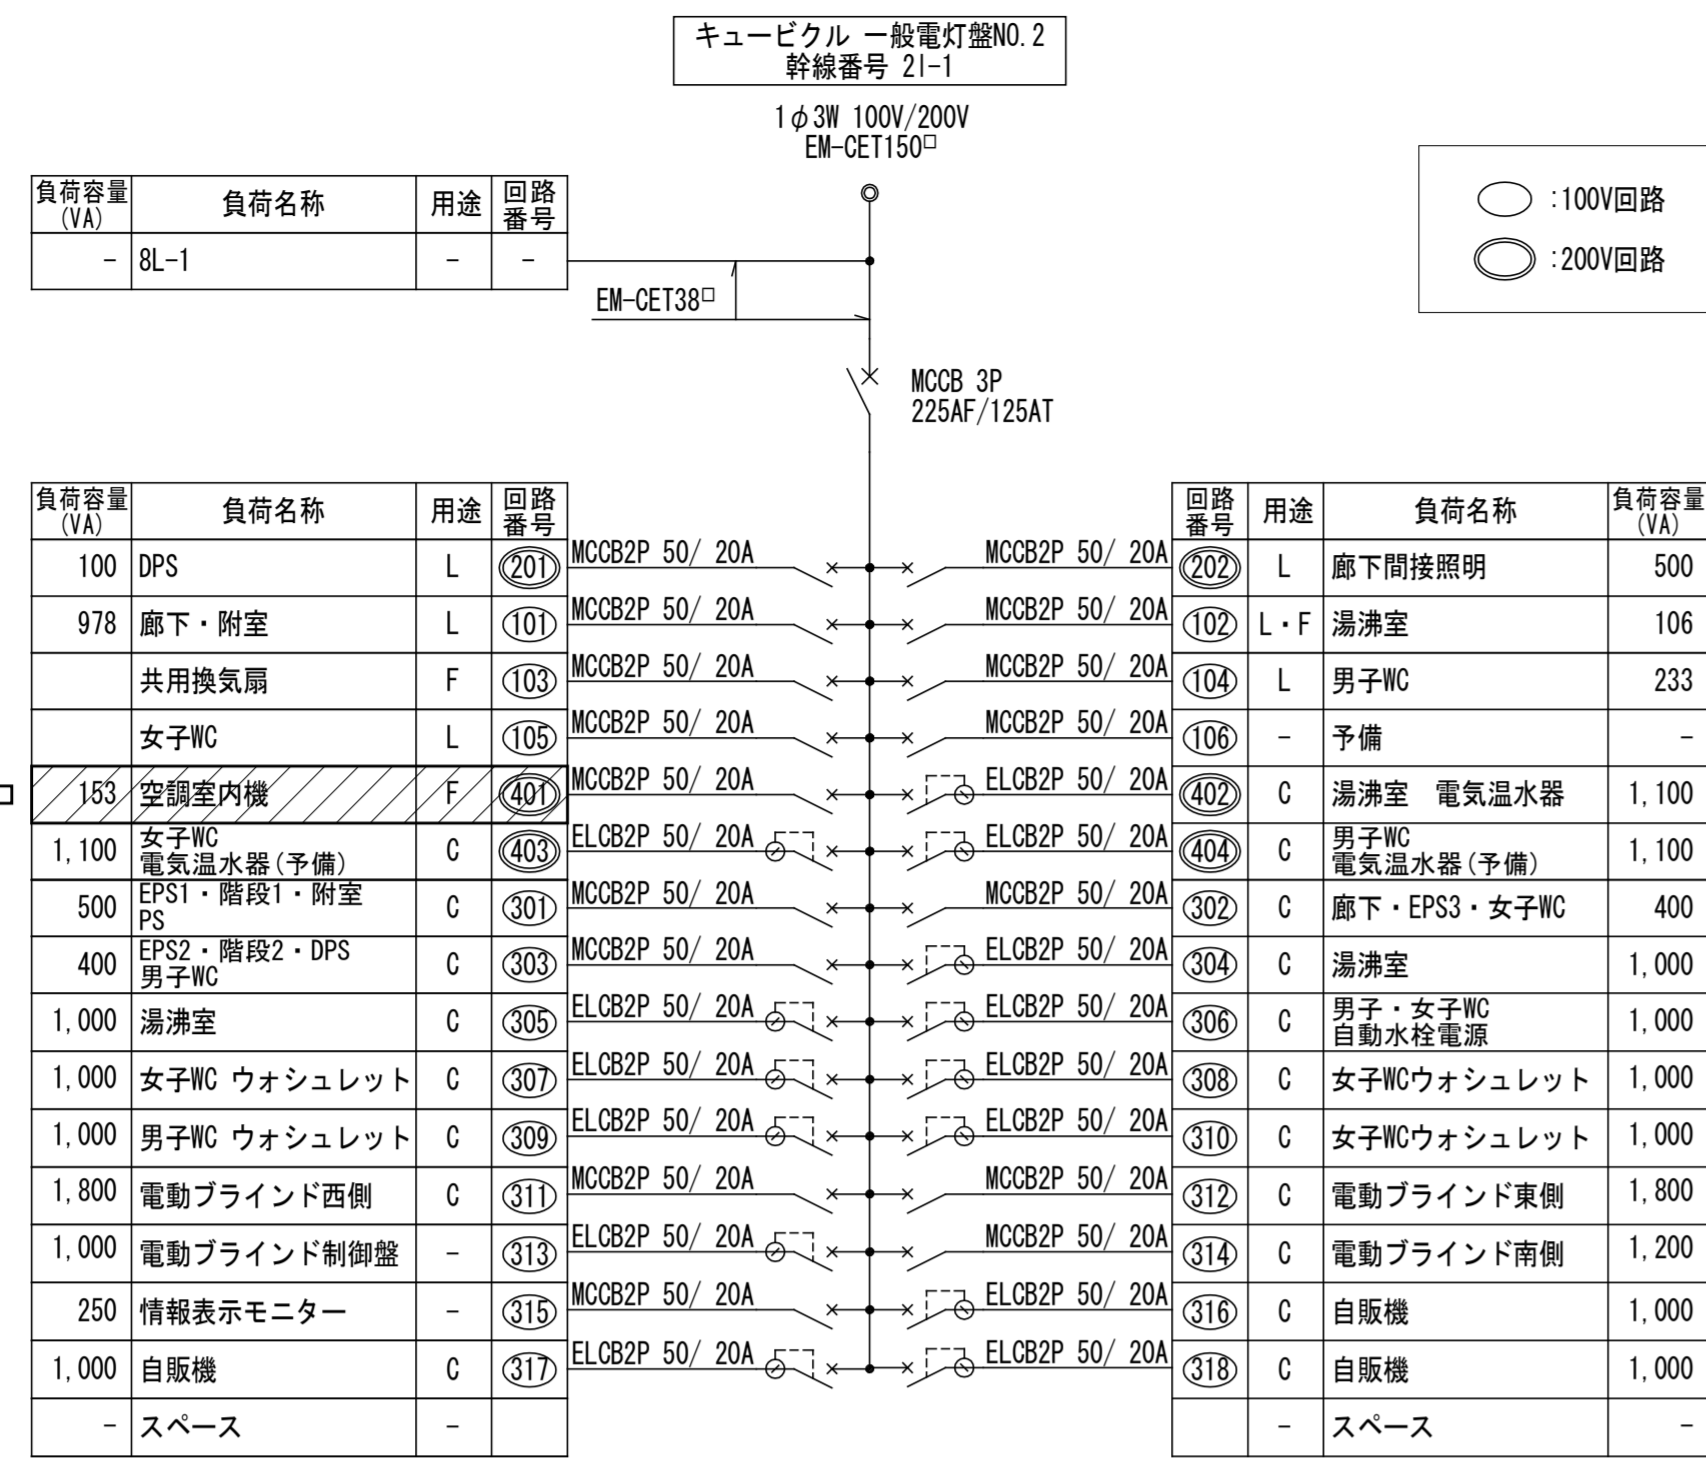 キュービクル 一般電灯盤NO.2
幹線番号 2l-1
1φ3W 100V/200V
EM-CET150□
○ :100V回路
◎ :200V回路
負荷容量(VA) 負荷名称 用途 回路番号
- 8L-1 - -
EM-CET38□
MCCB 3P
225AF/125AT
負荷容量(VA) 負荷名称 用途 回路番号 回路番号 用途 負荷名称 負荷容量(VA)
100 DPS L 201 MCCB2P 50/ 20A MCCB2P 50/ 20A 202 L 廊下間接照明 500
978 廊下・附室 L 101 MCCB2P 50/ 20A MCCB2P 50/ 20A 102 L・F 湯沸室 106
共用換気扇 F 103 MCCB2P 50/ 20A MCCB2P 50/ 20A 104 L 男子WC 233
女子WC L 105 MCCB2P 50/ 20A MCCB2P 50/ 20A 106 - 予備 -
153 空調室内機 F 401 MCCB2P 50/ 20A ELCB2P 50/ 20A 402 C 湯沸室 電気温水器 1,100
1,100 女子WC 電気温水器(予備) C 403 ELCB2P 50/ 20A ELCB2P 50/ 20A 404 C 男子WC 電気温水器(予備) 1,100
500 EPS1・階段1・附室 PS C 301 MCCB2P 50/ 20A MCCB2P 50/ 20A 302 C 廊下・EPS3・女子WC 400
400 EPS2・階段2・DPS 男子WC C 303 MCCB2P 50/ 20A ELCB2P 50/ 20A 304 C 湯沸室 1,000
1,000 湯沸室 C 305 ELCB2P 50/ 20A ELCB2P 50/ 20A 306 C 男子・女子WC 自動水栓電源 1,000
1,000 女子WC ウォシュレット C 307 ELCB2P 50/ 20A ELCB2P 50/ 20A 308 C 女子WCウォシュレット 1,000
1,000 男子WC ウォシュレット C 309 ELCB2P 50/ 20A ELCB2P 50/ 20A 310 C 女子WCウォシュレット 1,000
1,800 電動ブラインド西側 C 311 MCCB2P 50/ 20A MCCB2P 50/ 20A 312 C 電動ブラインド東側 1,800
1,000 電動ブラインド制御盤 - 313 ELCB2P 50/ 20A MCCB2P 50/ 20A 314 C 電動ブラインド南側 1,200
250 情報表示モニター - 315 MCCB2P 50/ 20A ELCB2P 50/ 20A 316 C 自販機 1,000
1,000 自販機 C 317 ELCB2P 50/ 20A ELCB2P 50/ 20A 318 C 自販機 1,000
- スペース - - スペース -